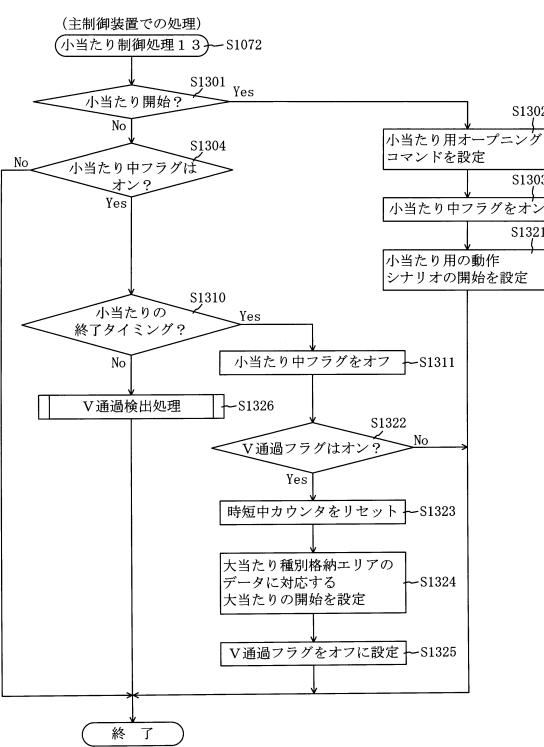 (主制御装置での処理)
小当たり制御処理13
S1072
S1301
小当たり開始?
Yes
No
S1302
小当たり用オープニング
コマンドを設定
S1304
小当たり中フラグは
オン?
No
Yes
S1303
小当たり中フラグをオン
S1321
小当たり用の動作
シナリオの開始を設定
S1310
小当たりの
終了タイミング?
Yes
No
小当たり中フラグをオフ
S1311
V通過検出処理
S1326
S1322
V通過フラグはオン?
No
Yes
時短中カウンタをリセット
S1323
大当たり種別格納エリアの
データに対応する
大当たりの開始を設定
S1324
V通過フラグをオフに設定
S1325
終 了